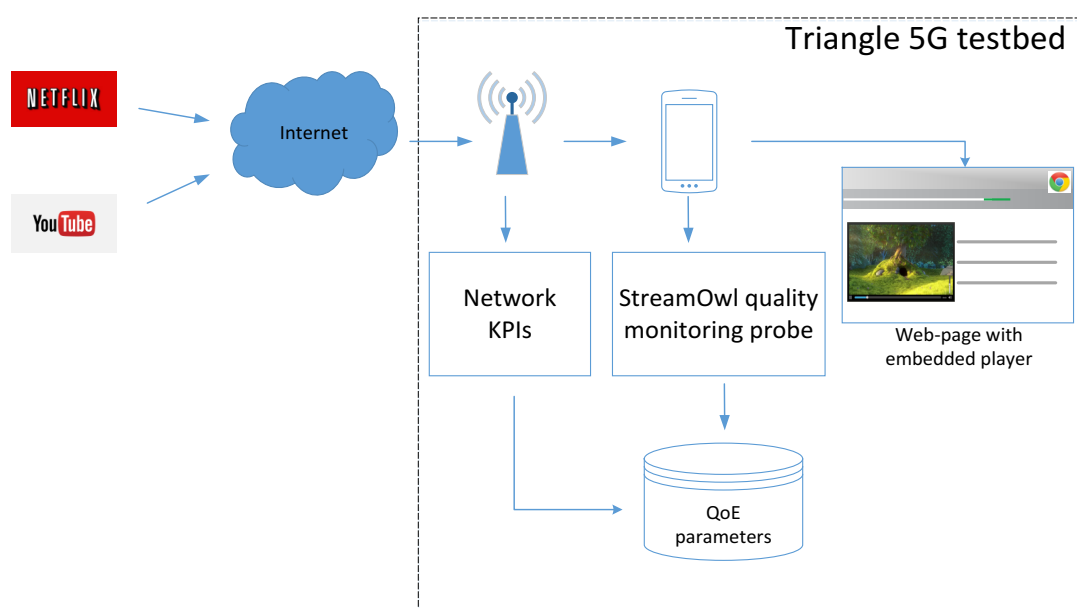 Triangle 5G testbed
NETFLIX
Internet
YouTube
Network
KPIs
StreamOwl quality
monitoring probe
Web-page with
embedded player
QoE
parameters